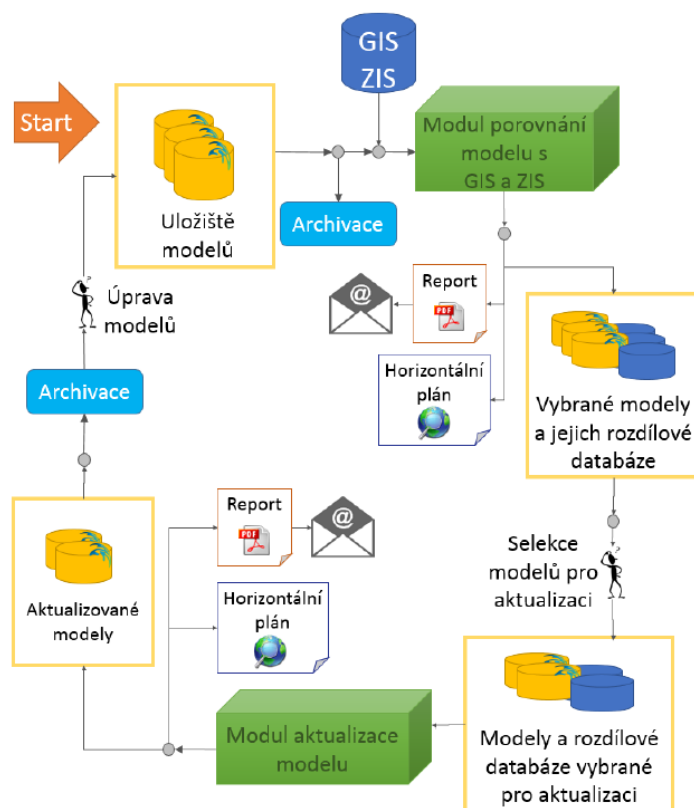 GIS
ZIS
Start
Modul porovnání
modelu s
GIS a ZIS
Uložiště
modelů
Archivace
Report
PDF
@
Úprava
modelů
Horizontální
plán
Archivace
Vybrané modely
a jejich rozdílové
databáze
Report
PDF
@
Selekce
modelů pro
aktualizaci
Aktualizované
modely
Horizontální
plán
Modul aktualizace
modelu
Modely a rozdílové
databáze vybrané
pro aktualizaci